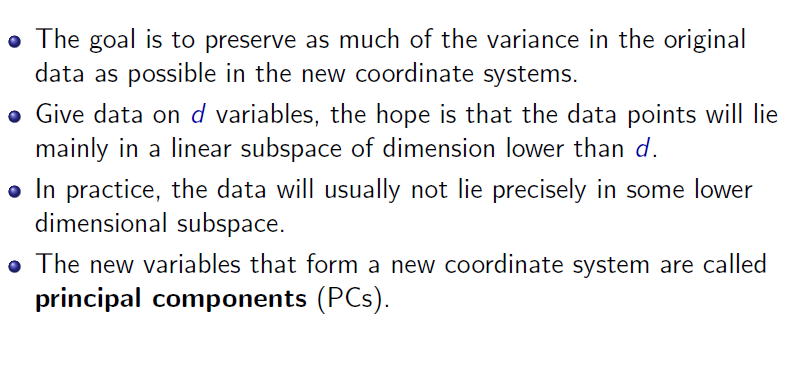 The goal is to preserve as much of the variance in the original
data as possible in the new coordinate systems.
Give data on d variables, the hope is that the data points will lie
mainly in a linear subspace of dimension lower than d.
In practice, the data will usually not lie precisely in some lower
dimensional subspace.
The new variables that form a new coordinate system are called
principal components (PCs).